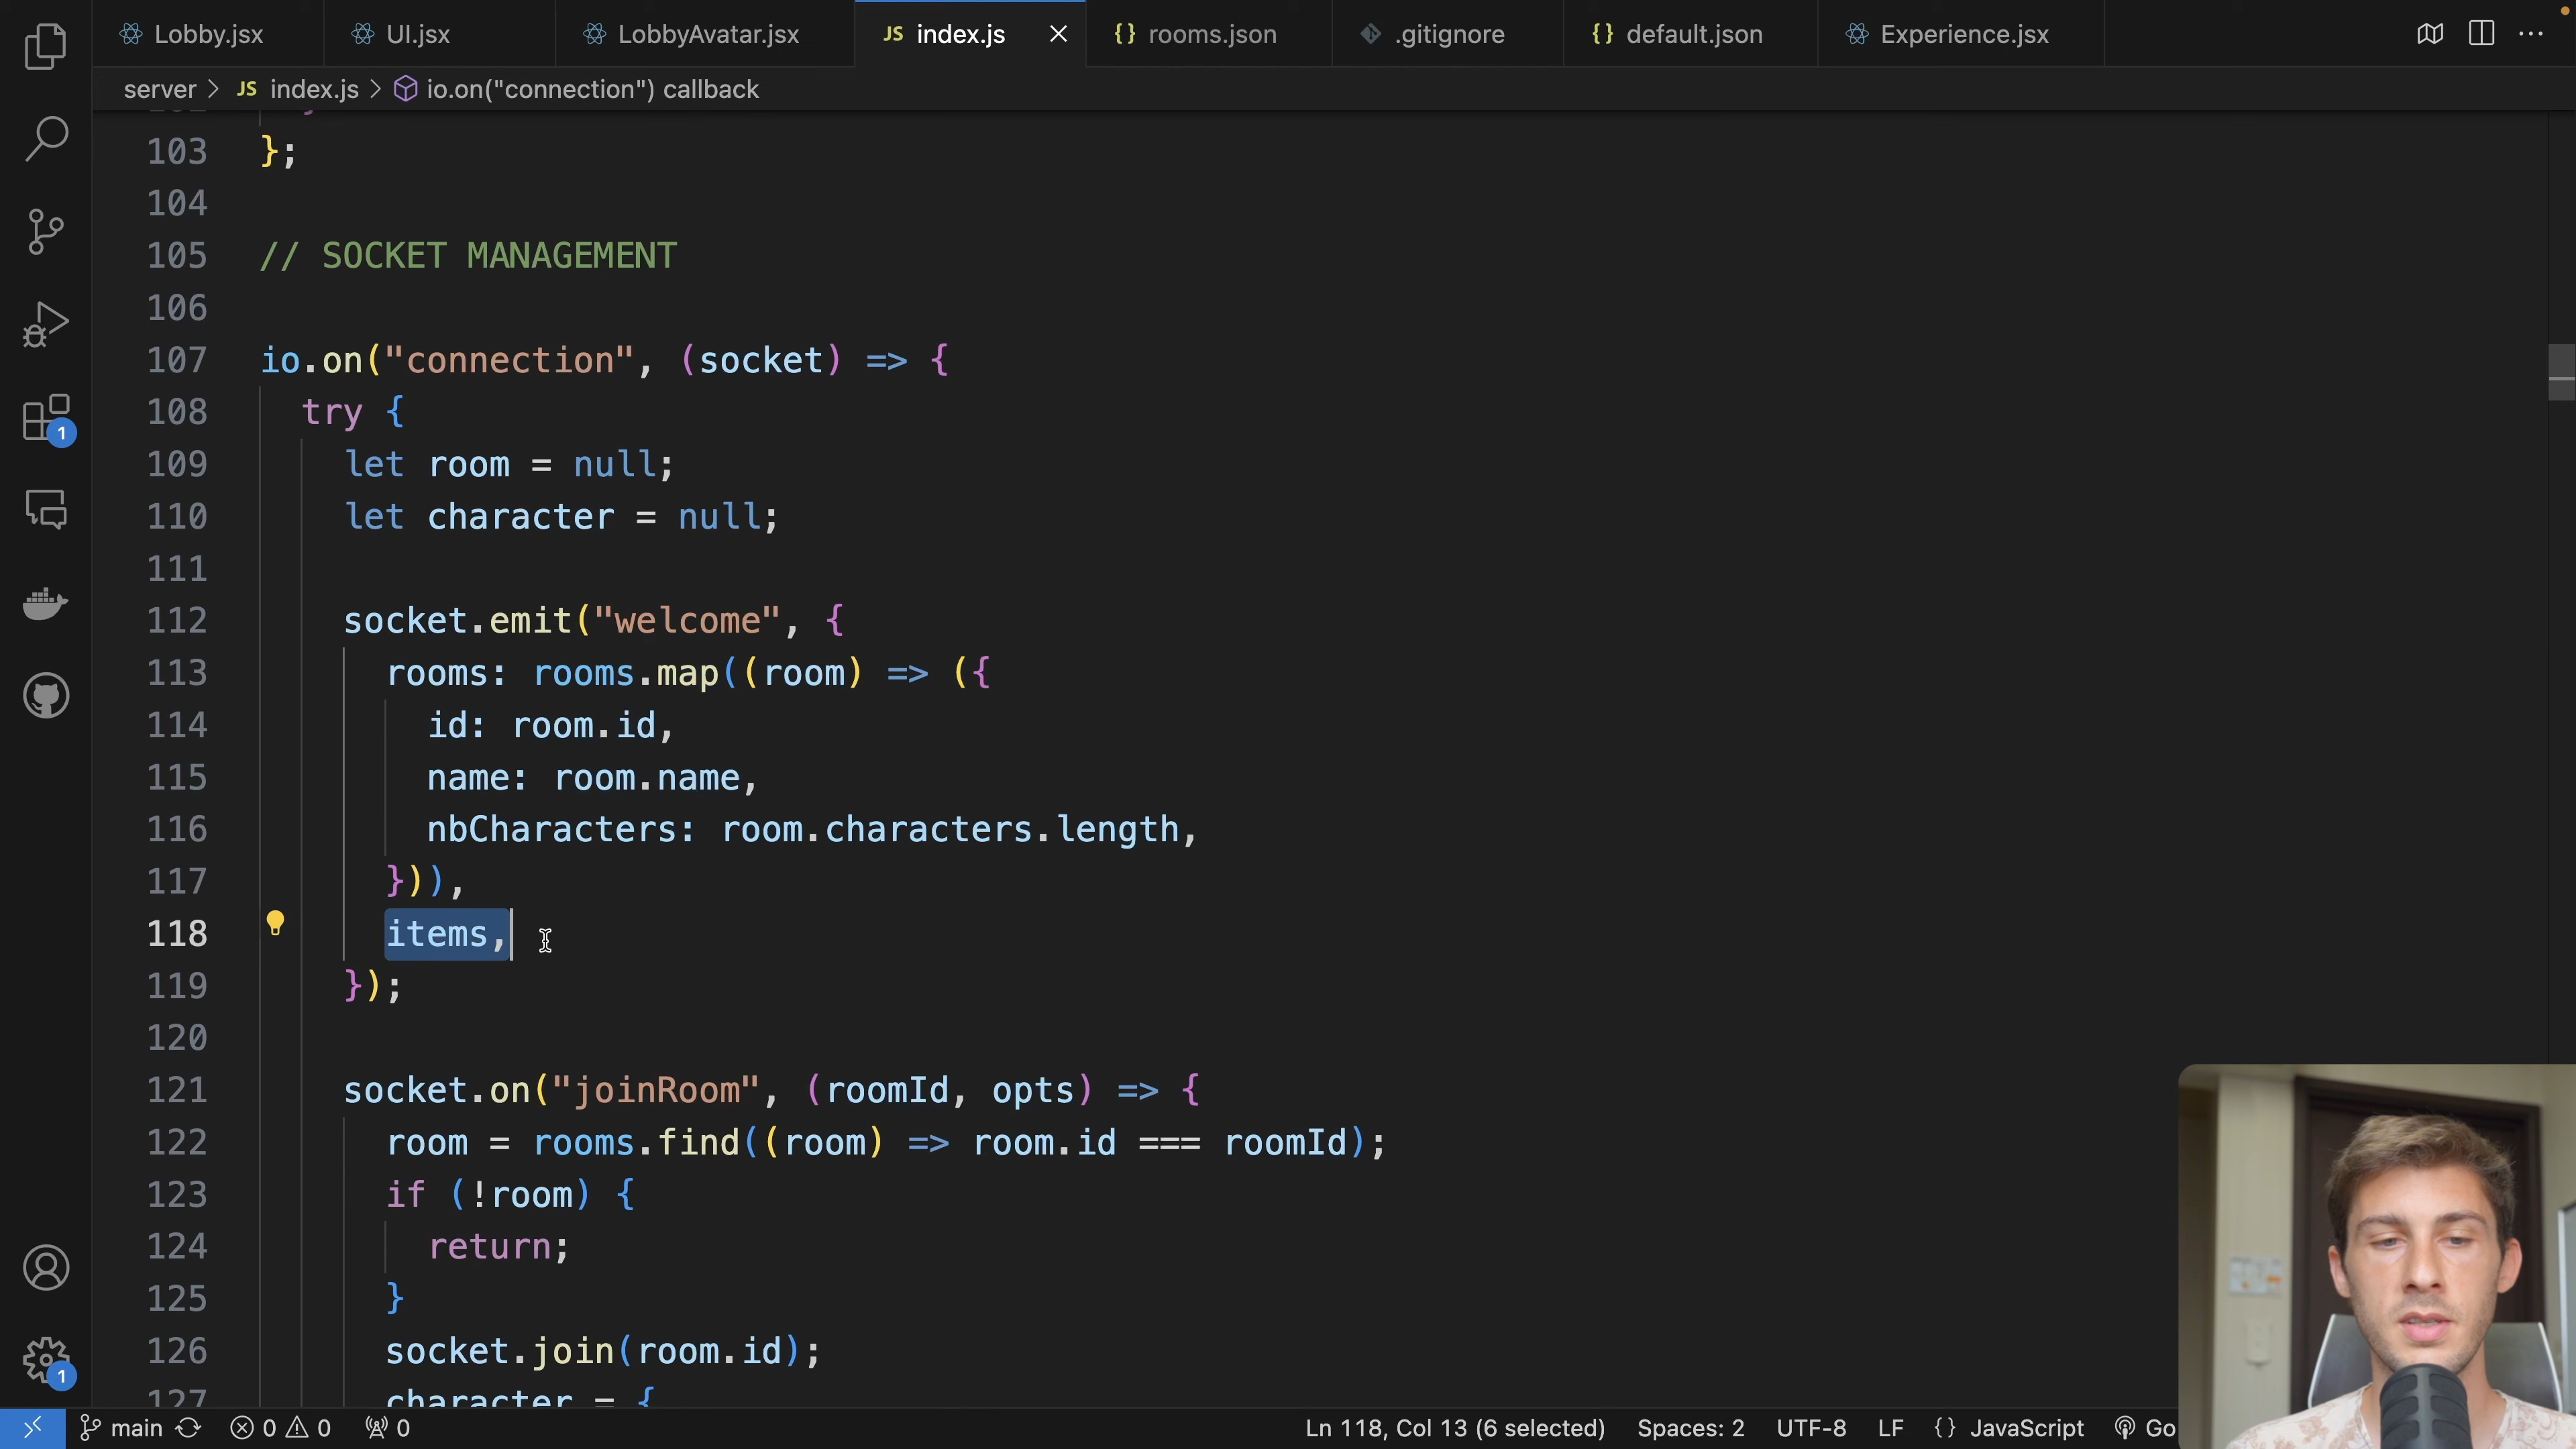 Lobby.jsx
UI.jsx
LobbyAvatar.jsx
JS index.js
{} rooms.json
.gitignore
{} default.json
Experience.jsx
server > JS index.js > io.on("connection") callback
103 };
104
105 // SOCKET MANAGEMENT
106
107 io.on("connection", (socket) => {
108 try {
109 let room = null;
110 let character = null;
111
112 socket.emit("welcome", {
113 rooms: rooms.map((room) => ({
114 id: room.id,
115 name: room.name,
116 nbCharacters: room.characters.length,
117 })),
118 items,
119 });
120
121 socket.on("joinRoom", (roomId, opts) => {
122 room = rooms.find((room) => room.id === roomId);
123 if (!room) {
124 return;
125 }
126 socket.join(room.id);
127 character = {
1
1
main
0 0
0
Ln 118, Col 13 (6 selected)
Spaces: 2
UTF-8
LF
{} JavaScript
Go